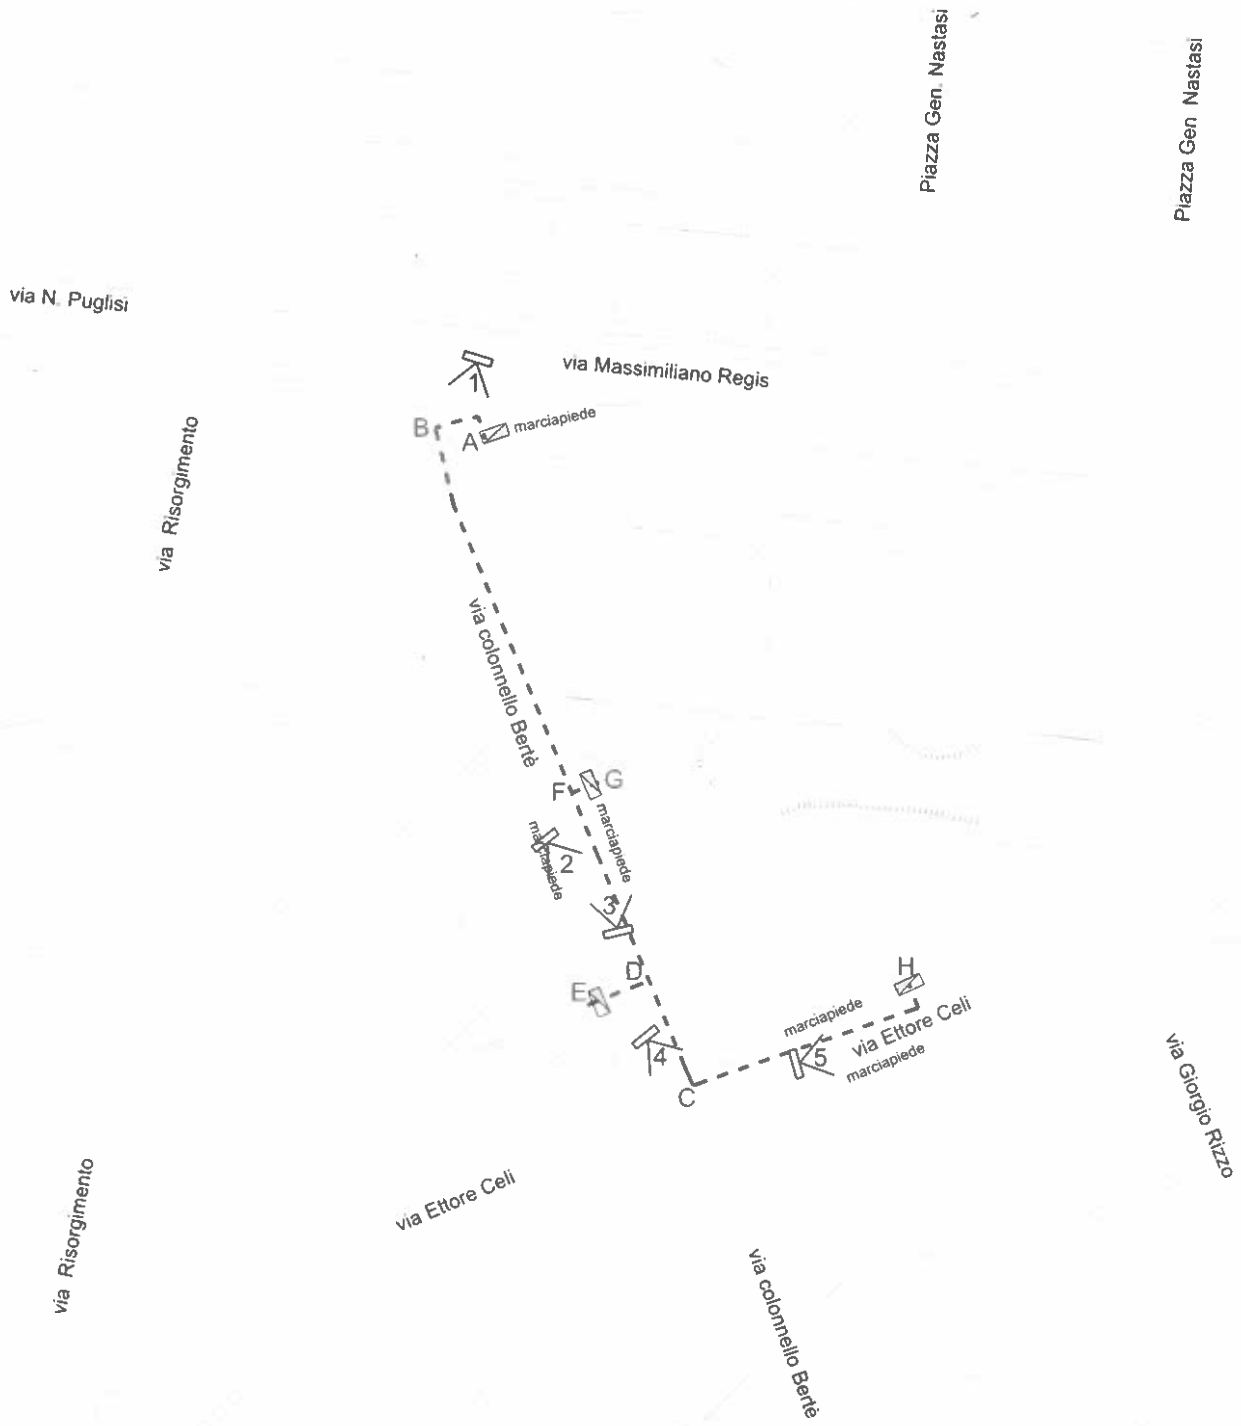 Piazza Gen. Nastasi
Piazza Gen Nastasi
via N. Puglisi
via Massimiliano Regis
1
B
A
marciapiede
via Risorgimento
via colonnello Bertè
F
G
marciapiede
marciapiede
2
3
D
E
H
4
marciapiede
via Ettore Celi
5
marciapiede
C
via Giorgio Rizzo
via Risorgimento
via Ettore Celi
via colonnello Bertè